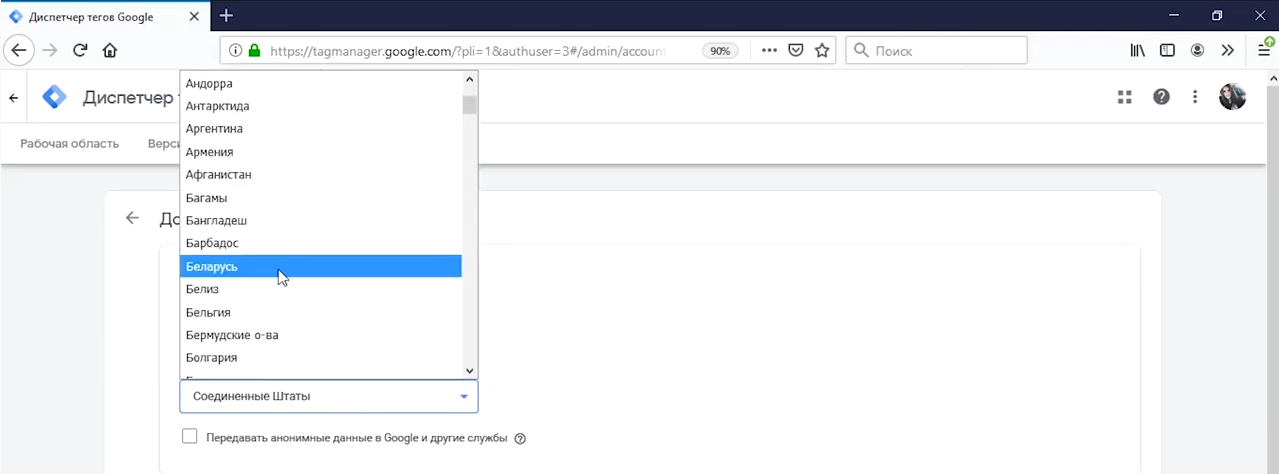 Диспетчер тегов Google
https://tagmanager.google.com/?pli=1&authuser=3#/admin/accoun
90%
Поиск
Диспетчер т
Рабочая область
Верси
До
Андорра
Антарктида
Аргентина
Армения
Афганистан
Багамы
Бангладеш
Барбадос
Беларусь
Белиз
Бельгия
Бермудские о-ва
Болгария
Соединенные Штаты
Передавать анонимные данные в Google и другие службы